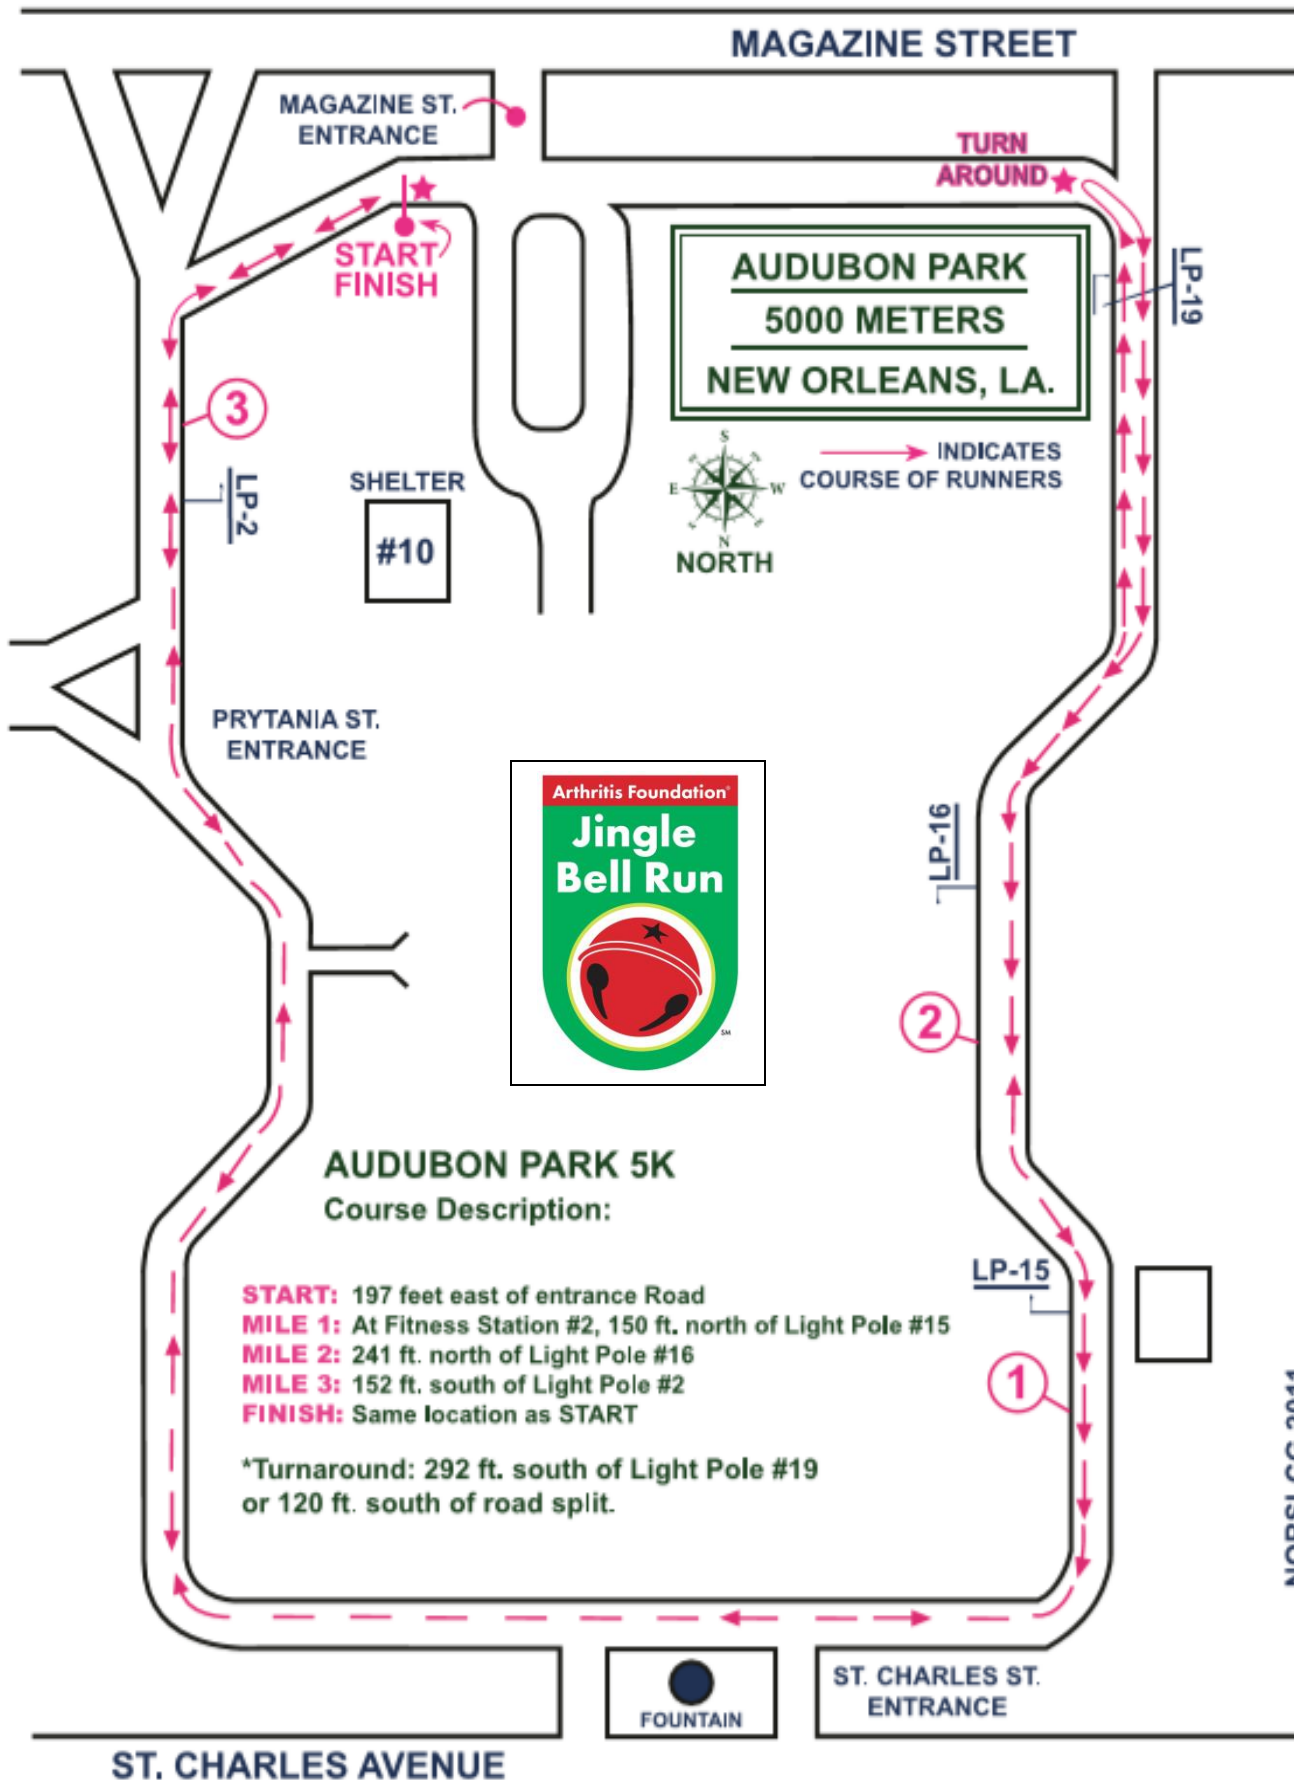 MAGAZINE STREET
MAGAZINE ST.
ENTRANCE
TURN
AROUND
START
FINISH
LP-19
AUDUBON PARK
5000 METERS
NEW ORLEANS, LA.
3
LP-2
SHELTER
#10
S
E
W
N
NORTH
INDICATES
COURSE OF RUNNERS
PRYTANIA ST.
ENTRANCE
Arthritis Foundation®
Jingle
Bell Run
SM
LP-16
2
AUDUBON PARK 5K
Course Description:
START: 197 feet east of entrance Road
MILE 1: At Fitness Station #2, 150 ft. north of Light Pole #15
MILE 2: 241 ft. north of Light Pole #16
MILE 3: 152 ft. south of Light Pole #2
FINISH: Same location as START
*Turnaround: 292 ft. south of Light Pole #19
or 120 ft. south of road split.
LP-15
1
FOUNTAIN
ST. CHARLES ST.
ENTRANCE
ST. CHARLES AVENUE